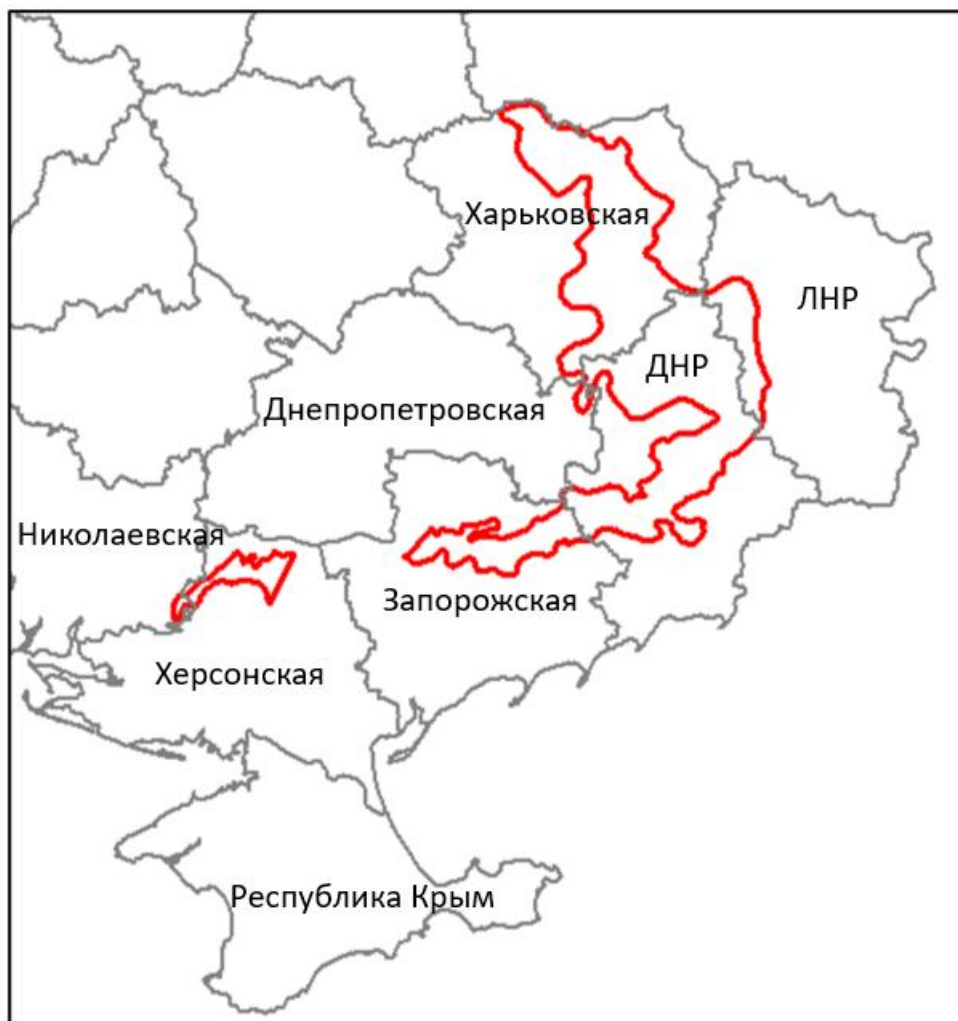 Харьковская
ЛНР
ДНР
Днепропетровская
Николаевская
Запорожская
Херсонская
Республика Крым